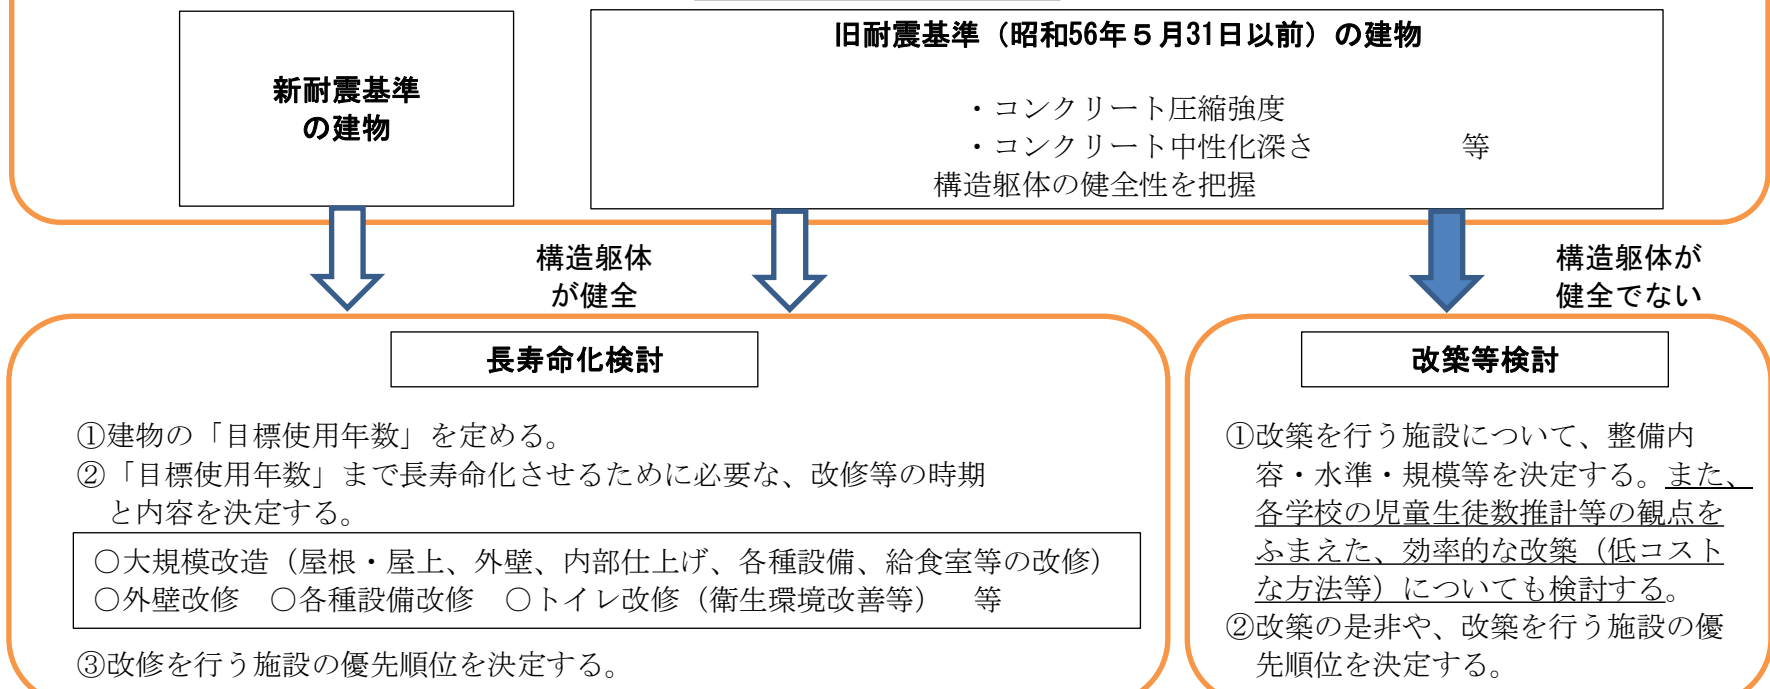 新耐震基準
の建物
旧耐震基準（昭和56年５月31日以前）の建物
・コンクリート圧縮強度
・コンクリート中性化深さ　　　　　等
構造躯体の健全性を把握
構造躯体
が健全
構造躯体が
健全でない
長寿命化検討
①建物の「目標使用年数」を定める。
②「目標使用年数」まで長寿命化させるために必要な、改修等の時期
と内容を決定する。
○大規模改造（屋根・屋上、外壁、内部仕上げ、各種設備、給食室等の改修）
○外壁改修　○各種設備改修　○トイレ改修（衛生環境改善等）　等
③改修を行う施設の優先順位を決定する。
改築等検討
①改築を行う施設について、整備内
容・水準・規模等を決定する。また、
各学校の児童生徒数推計等の観点を
ふまえた、効率的な改築（低コスト
な方法等）についても検討する。
②改築の是非や、改築を行う施設の優
先順位を決定する。